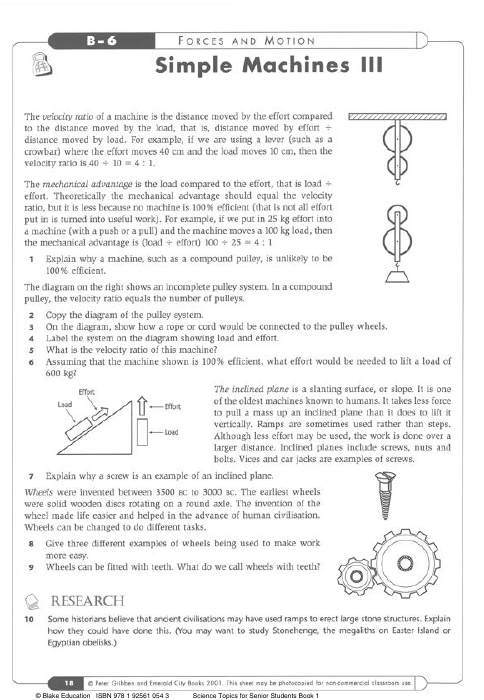 B-6
FORCES AND MOTION
Simple Machines III
The velocity ratio of a machine is the distance moved by the effort compared
to the distance moved by the load, that is, distance moved by effort ÷
distance moved by load. For example, if we are using a lever (such as a
crowbar) where the effort moves 40 cm and the load moves 10 cm, then the
velocity ratio is 40 ÷ 10 = 4 : 1.
The mechanical advantage is the load compared to the effort, that is load ÷
effort. Theoretically the mechanical advantage should equal the velocity
ratio, but it is less because no machine is 100% efficient (that is not all effort
put in is turned into useful work). For example, if we put in 25 kg effort into
a machine (with a push or a pull) and the machine moves a 100 kg load, then
the mechanical advantage is (load ÷ effort) 100 ÷ 25 = 4 : 1
1 Explain why a machine, such as a compound pulley, is unlikely to be
100% efficient.
The diagram on the right shows an incomplete pulley system. In a compound
pulley, the velocity ratio equals the number of pulleys.
2 Copy the diagram of the pulley system.
3 On the diagram, show how a rope or cord would be connected to the pulley wheels.
4 Label the system on the diagram showing load and effort.
5 What is the velocity ratio of this machine?
6 Assuming that the machine shown is 100% efficient, what effort would be needed to lift a load of
600 kg?
Effort
Load
Effort
Load
The inclined plane is a slanting surface, or slope. It is one
of the oldest machines known to humans. It takes less force
to pull a mass up an inclined plane than it does to lift it
vertically. Ramps are sometimes used rather than steps.
Although less effort may be used, the work is done over a
larger distance. Inclined planes include screws, nuts and
bolts. Vices and car jacks are examples of screws.
7 Explain why a screw is an example of an inclined plane.
Wheels were invented between 3500 BC to 3000 BC. The earliest wheels
were solid wooden discs rotating on a round axle. The invention of the
wheel made life easier and helped in the advance of human civilisation.
Wheels can be changed to do different tasks.
8 Give three different examples of wheels being used to make work
more easy.
9 Wheels can be fitted with teeth. What do we call wheels with teeth?
RESEARCH
10 Some historians believe that ancient civilisations may have used ramps to erect large stone structures. Explain
how they could have done this. (You may want to study Stonehenge, the megaliths on Easter Island or
Egyptian obelisks.)
18 © Peter Gribben and Emerald City Books 2001. This sheet may be photocopied for non-commercial classroom use.
© Blake Education ISBN 978 1 92561 054 3 Science Topics for Senior Students Book 1